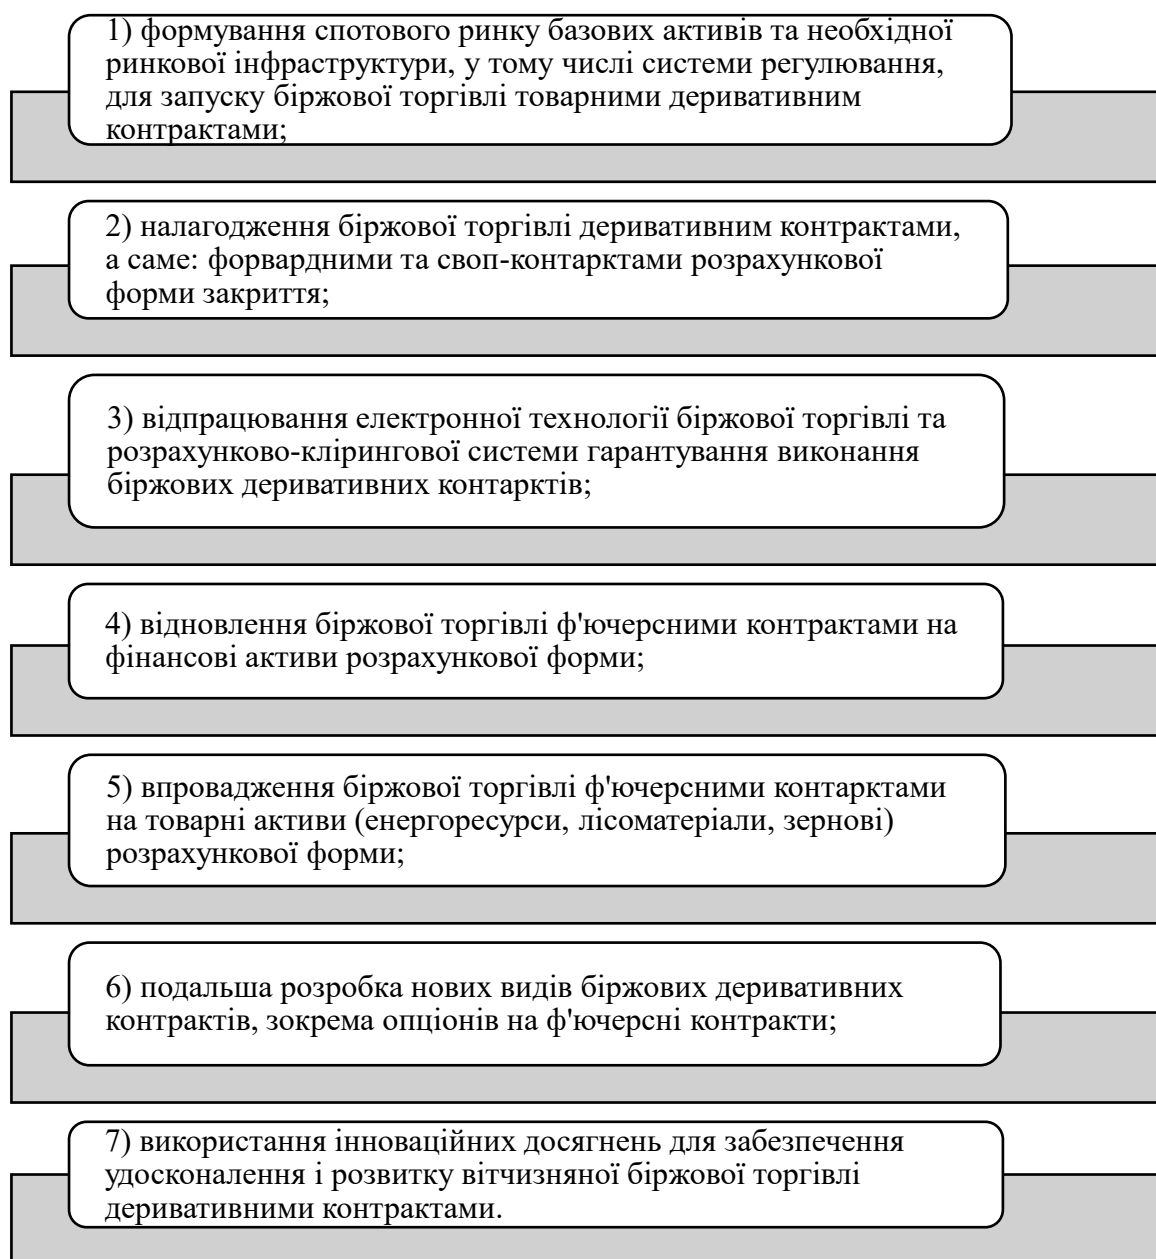 1) формування спотового ринку базових активів та необхідної
ринкової інфраструктури, у тому числі системи регулювання,
для запуску біржової торгівлі товарними деривативним
контрактами;
2) налагодження біржової торгівлі деривативним контрактами,
а саме: форвардними та своп-контарктами розрахункової
форми закриття;
3) відпрацювання електронної технології біржової торгівлі та
розрахунково-клірингової системи гарантування виконання
біржових деривативних контарктів;
4) відновлення біржової торгівлі ф'ючерсними контрактами на
фінансові активи розрахункової форми;
5) впровадження біржової торгівлі ф'ючерсними контарктами
на товарні активи (енергоресурси, лісоматеріали, зернові)
розрахункової форми;
6) подальша розробка нових видів біржових деривативних
контрактів, зокрема опціонів на ф'ючерсні контракти;
7) використання інноваційних досягнень для забезпечення
удосконалення і розвитку вітчизняної біржової торгівлі
деривативними контрактами.